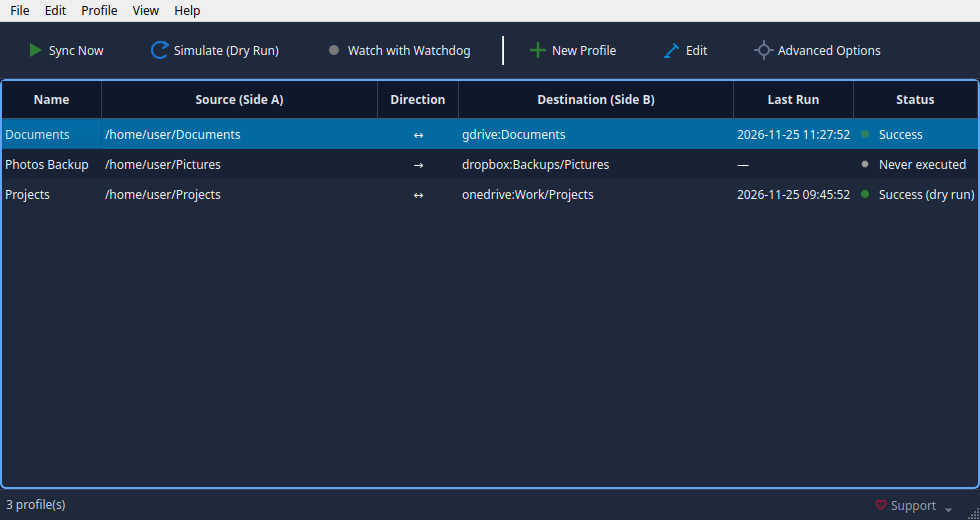 File Edit Profile View Help
Sync Now Simulate (Dry Run) Watch with Watchdog New Profile Edit Advanced Options
Name Source (Side A) Direction Destination (Side B) Last Run Status
Documents /home/user/Documents ↔ gdrive:Documents 2026-11-25 11:27:52 Success
Photos Backup /home/user/Pictures → dropbox:Backups/Pictures — Never executed
Projects /home/user/Projects ↔ onedrive:Work/Projects 2026-11-25 09:45:52 Success (dry run)
3 profile(s) Support